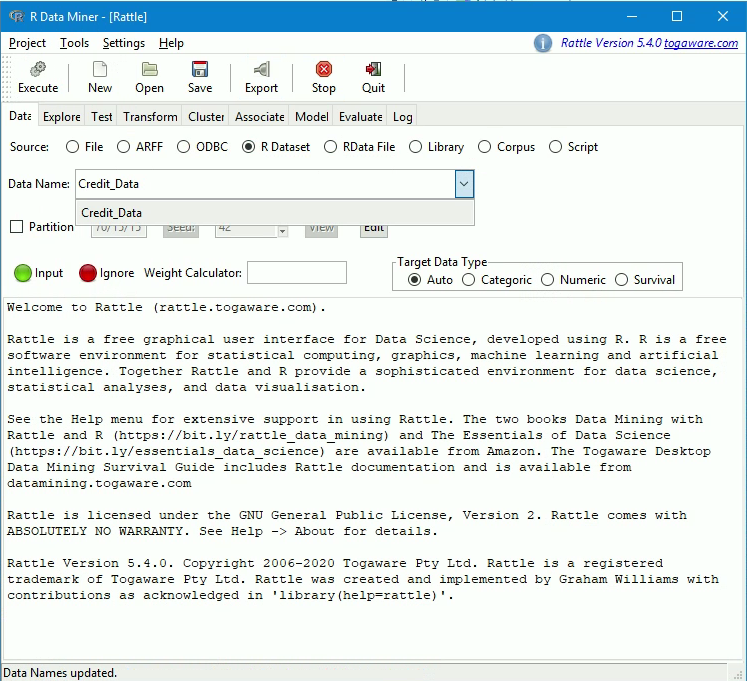 R Data Miner - [Rattle]
Project Tools Settings Help
Rattle Version 5.4.0 togaware.com
Execute New Open Save Export Stop Quit
Data Explore Test Transform Cluster Associate Model Evaluate Log
Source: File ARFF ODBC R Dataset RData File Library Corpus Script
Data Name: Credit_Data
Credit_Data
Partition 70/15/15 Seed: 42 View Edit
Target Data Type
Input Ignore Weight Calculator: Auto Categoric Numeric Survival
Welcome to Rattle (rattle.togaware.com).
Rattle is a free graphical user interface for Data Science, developed using R. R is a free
software environment for statistical computing, graphics, machine learning and artificial
intelligence. Together Rattle and R provide a sophisticated environment for data science,
statistical analyses, and data visualisation.
See the Help menu for extensive support in using Rattle. The two books Data Mining with
Rattle and R (https://bit.ly/rattle_data_mining) and The Essentials of Data Science
(https://bit.ly/essentials_data_science) are available from Amazon. The Togaware Desktop
Data Mining Survival Guide includes Rattle documentation and is available from
datamining.togaware.com
Rattle is licensed under the GNU General Public License, Version 2. Rattle comes with
ABSOLUTELY NO WARRANTY. See Help -> About for details.
Rattle Version 5.4.0. Copyright 2006-2020 Togaware Pty Ltd. Rattle is a registered
trademark of Togaware Pty Ltd. Rattle was created and implemented by Graham Williams with
contributions as acknowledged in 'library(help=rattle)'.
Data Names updated.